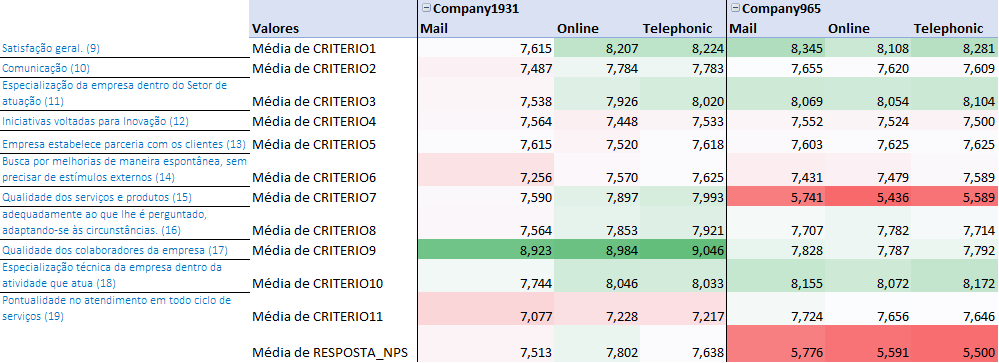 Company1931 Company965
Valores Mail Online Telephonic Mail Online Telephonic
Satisfação geral. (9) Média de CRITERIO1 7,615 8,207 8,224 8,345 8,108 8,281
Comunicação (10) Média de CRITERIO2 7,487 7,784 7,783 7,655 7,620 7,609
Especialização da empresa dentro do Setor de
atuação (11) Média de CRITERIO3 7,538 7,926 8,020 8,069 8,054 8,104
Iniciativas voltadas para Inovação (12) Média de CRITERIO4 7,564 7,448 7,533 7,552 7,524 7,500
Empresa estabelece parceria com os clientes (13) Média de CRITERIO5 7,615 7,520 7,618 7,603 7,625 7,625
Busca por melhorias de maneira espontânea, sem
precisar de estímulos externos (14) Média de CRITERIO6 7,256 7,570 7,625 7,431 7,479 7,589
Qualidade dos serviços e produtos (15) Média de CRITERIO7 7,590 7,897 7,993 5,741 5,436 5,589
adequadamente ao que lhe é perguntado,
adaptando-se às circunstâncias. (16) Média de CRITERIO8 7,564 7,853 7,921 7,707 7,782 7,714
Qualidade dos colaboradores da empresa (17) Média de CRITERIO9 8,923 8,984 9,046 7,828 7,787 7,792
Especialização técnica da empresa dentro da
atividade que atua (18) Média de CRITERIO10 7,744 8,046 8,033 8,155 8,072 8,172
Pontualidade no atendimento em todo ciclo de
serviços (19) Média de CRITERIO11 7,077 7,228 7,217 7,724 7,656 7,646
Média de RESPOSTA_NPS 7,513 7,802 7,638 5,776 5,591 5,500